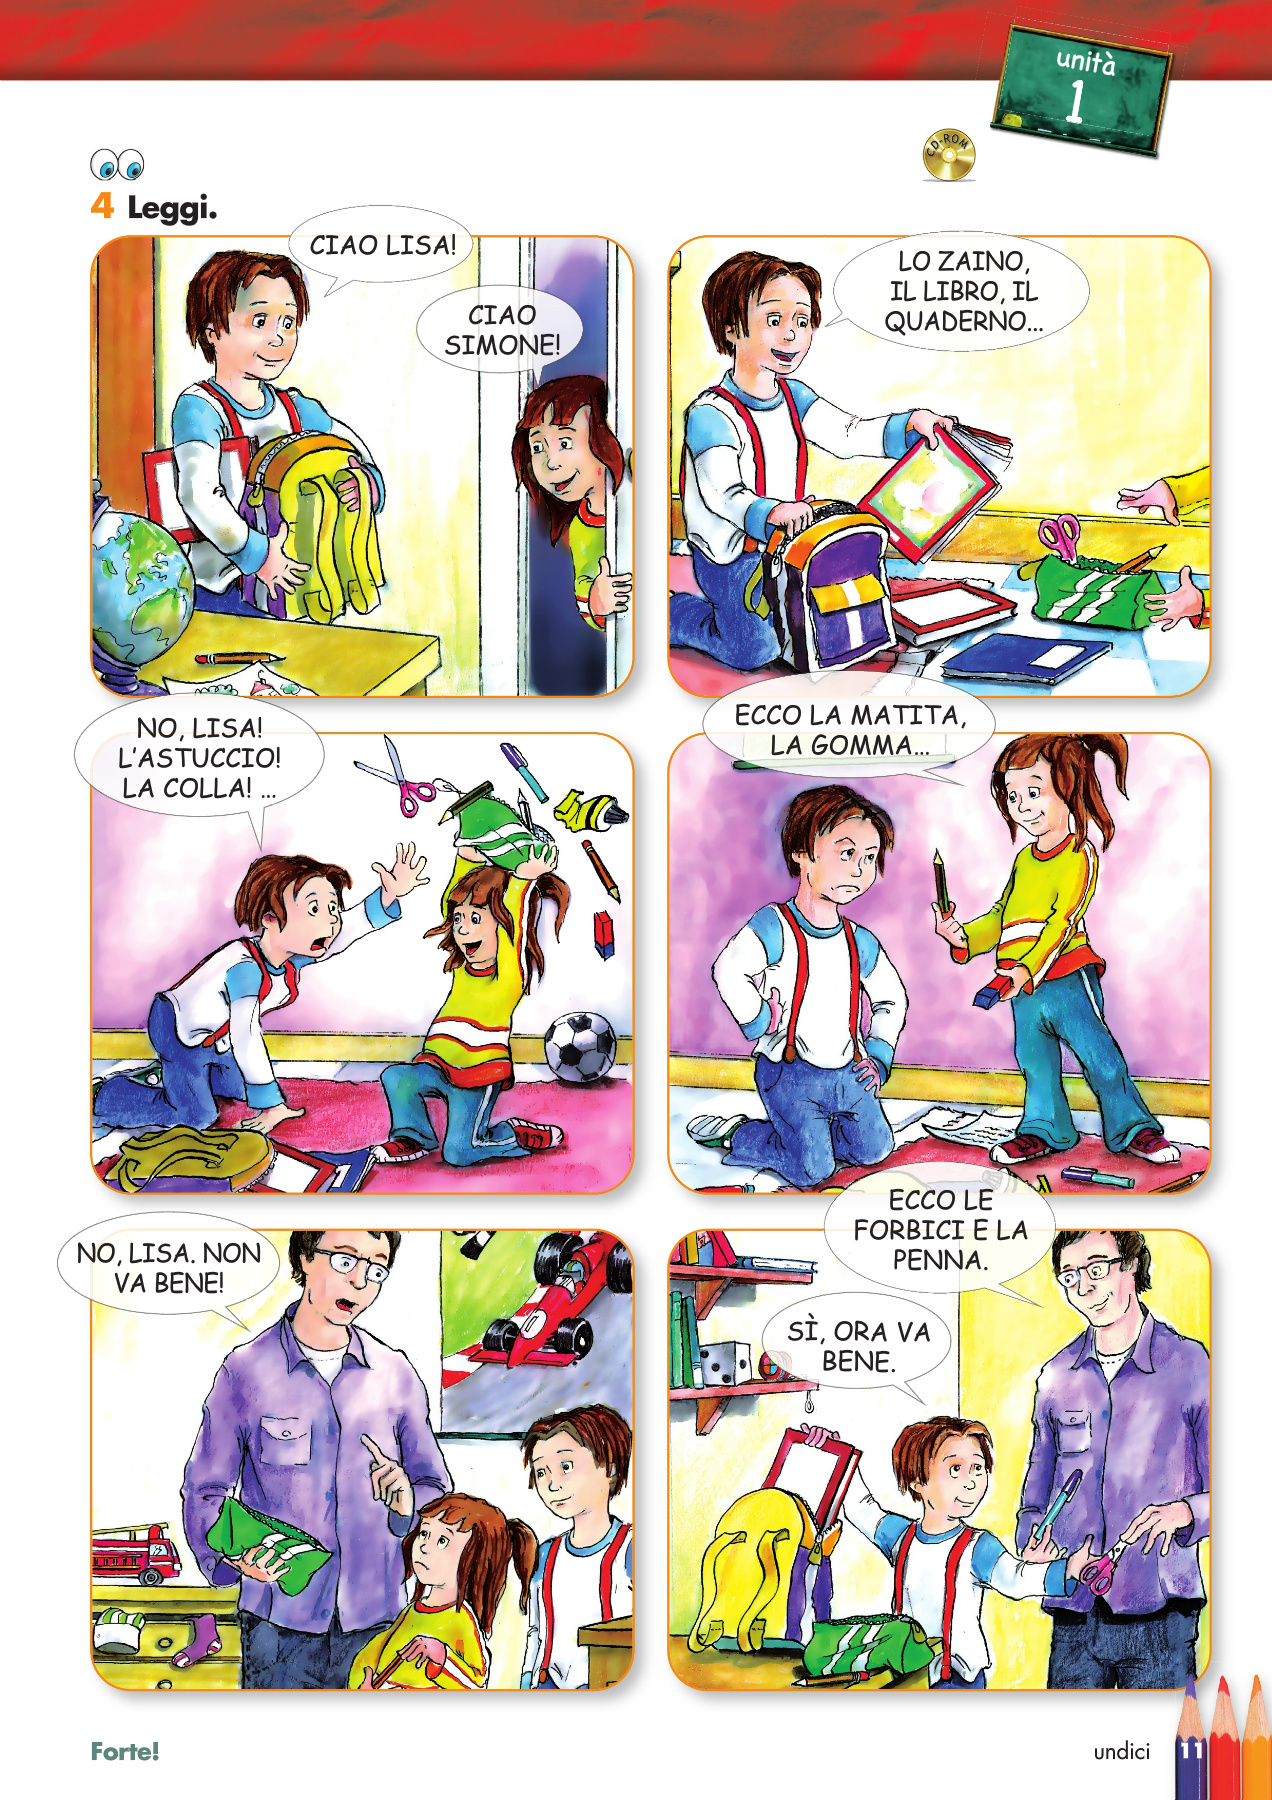 unità
1
CD-ROM
4 Leggi.
CIAO LISA!
CIAO
SIMONE!
LO ZAINO,
IL LIBRO, IL
QUADERNO...
NO, LISA!
L'ASTUCCIO!
LA COLLA! ...
ECCO LA MATITA,
LA GOMMA...
NO, LISA. NON
VA BENE!
ECCO LE
FORBICI E LA
PENNA.
SÌ, ORA VA
BENE.
Forte!
undici
11